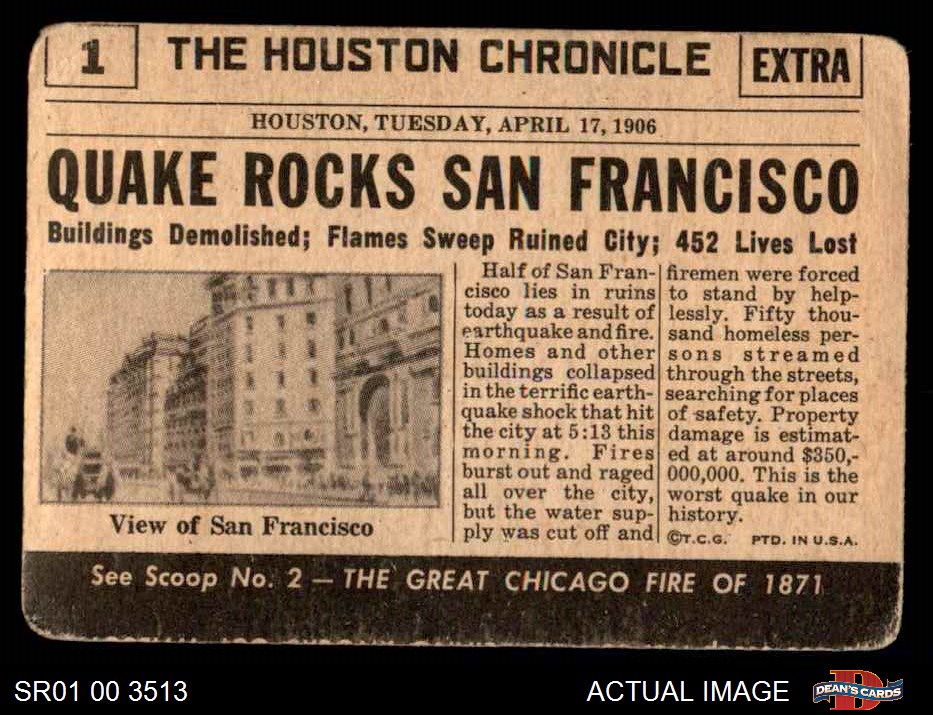 1
THE HOUSTON CHRONICLE
EXTRA
HOUSTON, TUESDAY, APRIL 17, 1906
QUAKE ROCKS SAN FRANCISCO
Buildings Demolished; Flames Sweep Ruined City; 452 Lives Lost
View of San Francisco
Half of San Fran-
cisco lies in ruins
today as a result of
earthquake and fire.
Homes and other
buildings collapsed
in the terrific earth-
quake shock that hit
the city at 5:13 this
morning. Fires
burst out and raged
all over the city,
but the water sup-
ply was cut off and
firemen were forced
to stand by help-
lessly. Fifty thou-
sand homeless per-
sons streamed
through the streets,
searching for places
of safety. Property
damage is estimat-
ed at around $350,-
000,000. This is the
worst quake in our
history.
©T.C.G. PTD. IN U.S.A.
See Scoop No. 2 — THE GREAT CHICAGO FIRE OF 1871
SR01 00 3513
ACTUAL IMAGE
DEAN'S CARDS